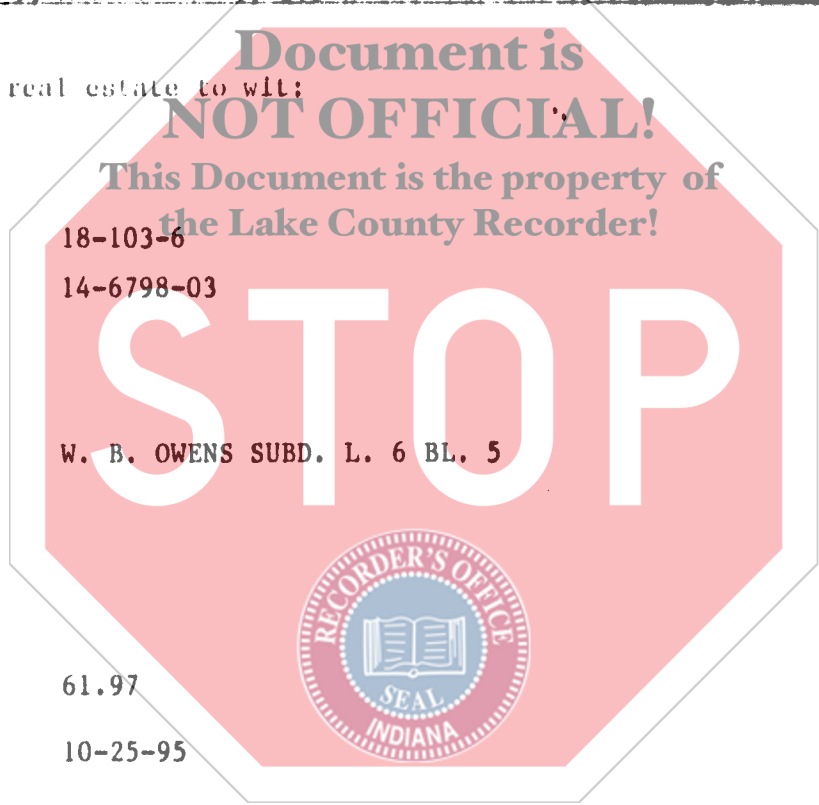 Document is
real estate to wit:
NOT OFFICIAL!
This Document is the property of
the Lake County Recorder!
18-103-6
14-6798-03
STOP
W. B. OWENS SUBD. L. 6 BL. 5
RECORDER'S OFFICE
SEAL
INDIANA
61.97
10-25-95